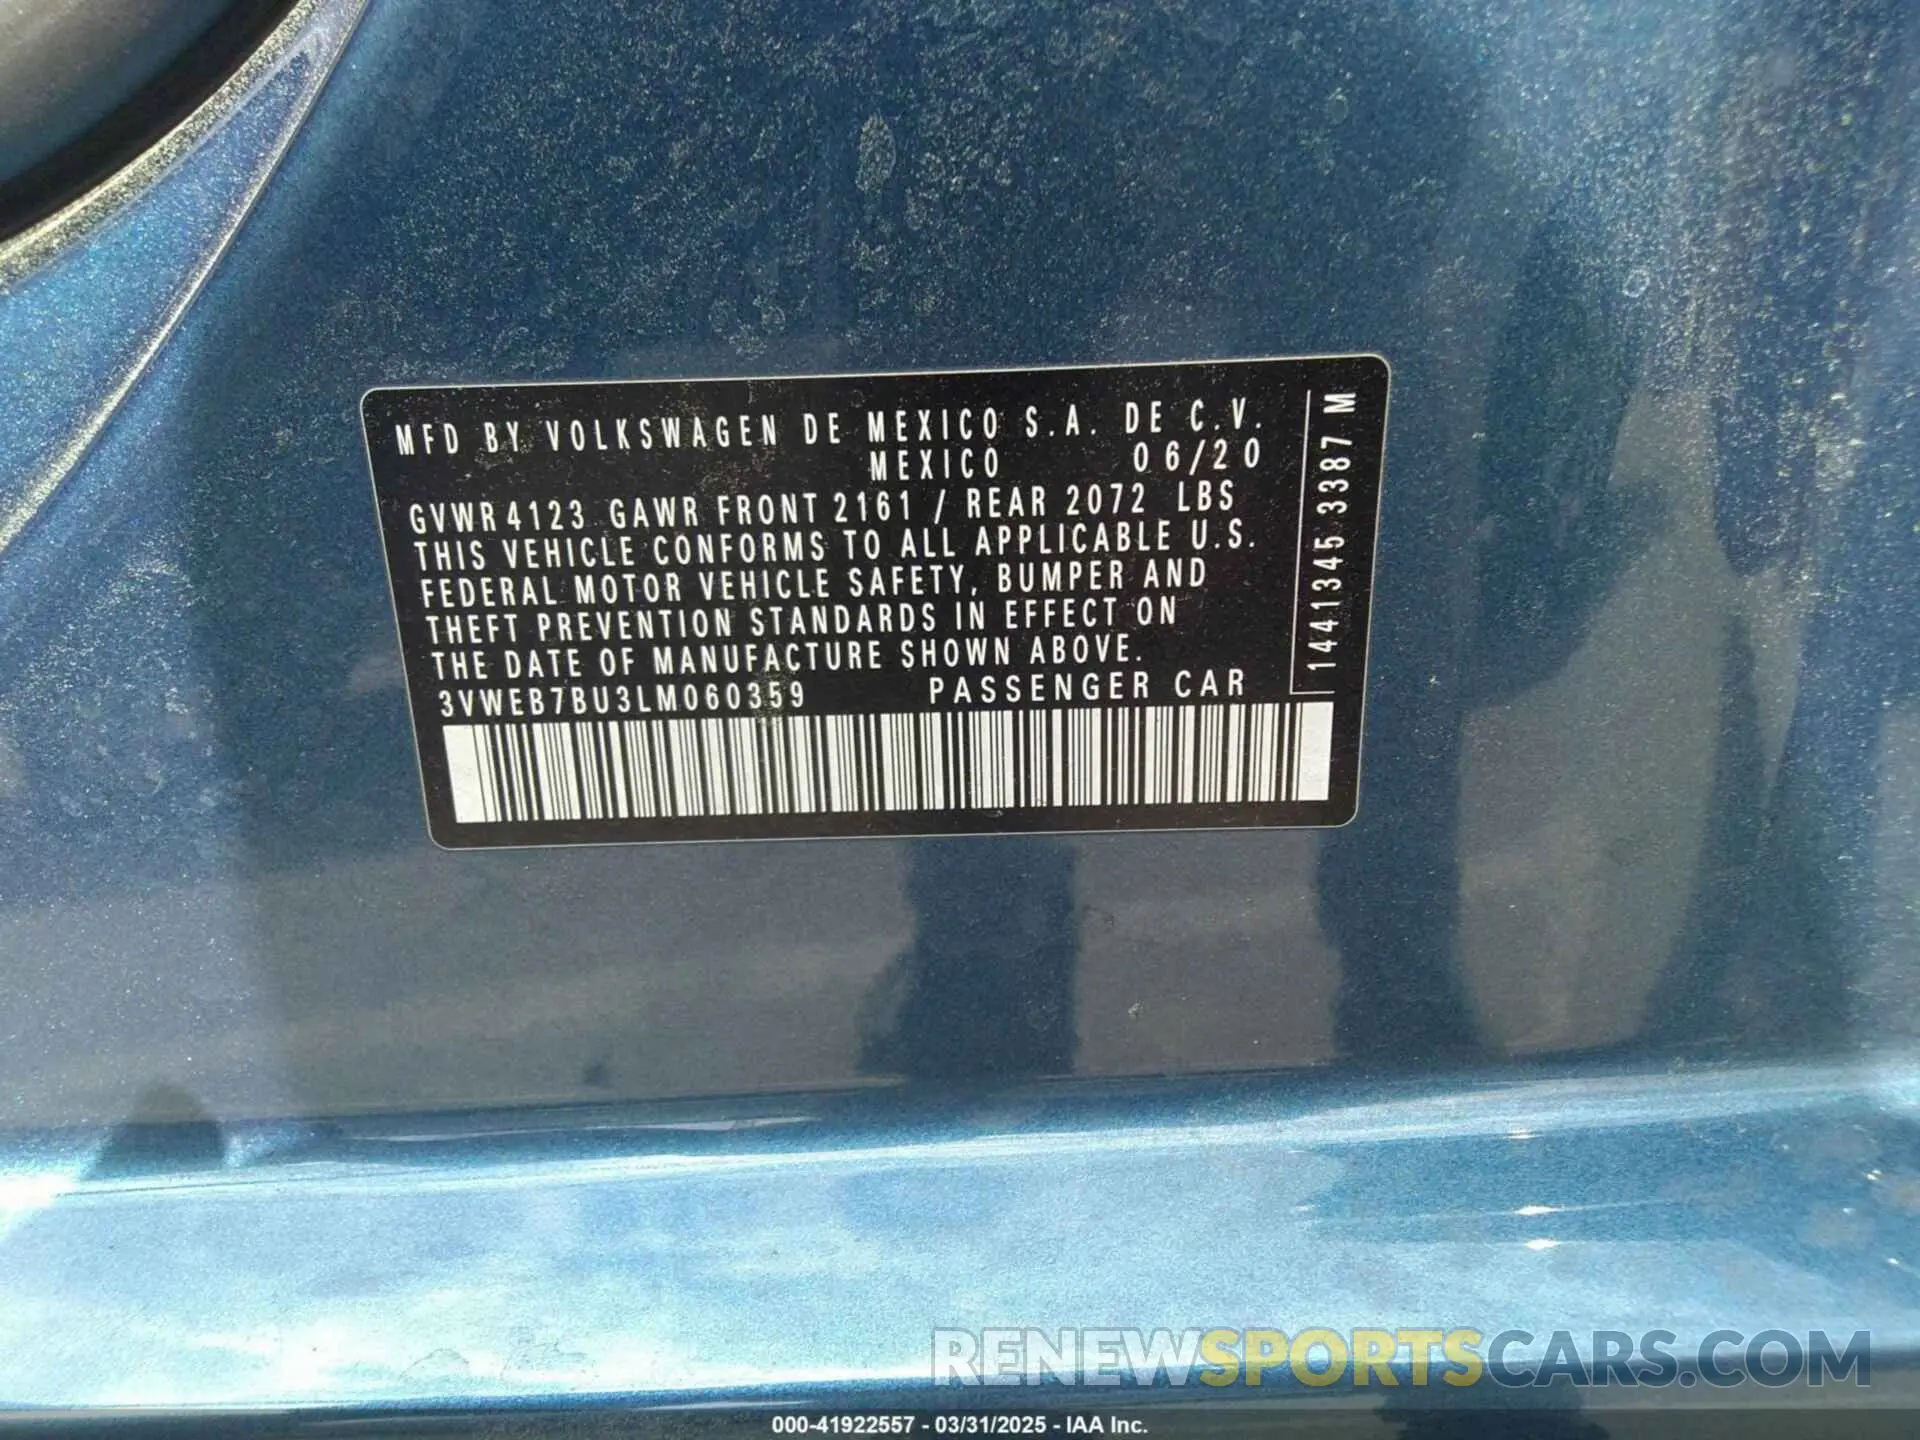 MFD BY VOLKSWAGEN DE MEXICO S.A. DE C.V.
MEXICO 06/20
GVWR 4123 GAWR FRONT 2161 / REAR 2072 LBS
THIS VEHICLE CONFORMS TO ALL APPLICABLE U.S.
FEDERAL MOTOR VEHICLE SAFETY, BUMPER AND
THEFT PREVENTION STANDARDS IN EFFECT ON
THE DATE OF MANUFACTURE SHOWN ABOVE.
3VWEB7BU3LM060359 PASSENGER CAR
1441345 3387 M
RENEWSPORTSCARS.COM
000-41922557 - 03/31/2025 - IAA Inc.